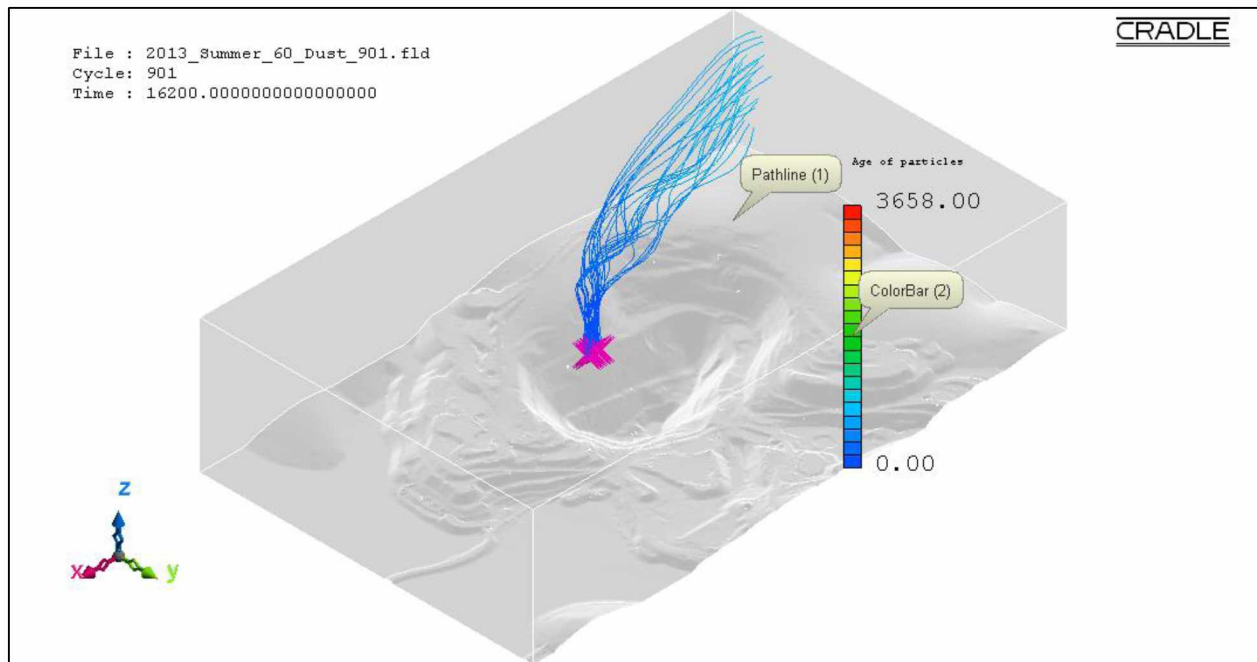 CRADLE
File : 2013_Summer_60_Dust_901.fld
Cycle: 901
Time : 16200.0000000000000000
Pathline (1)
Age of particles
3658.00
ColorBar (2)
0.00
z
x
y